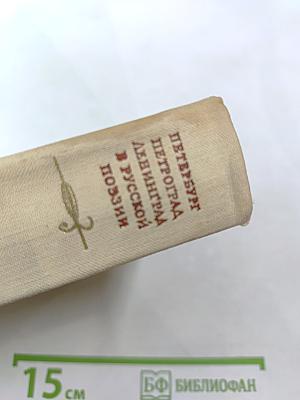 ПЕТЕРБУРГ
ПЕТРОГРАД
ЛЕНИНГРАД
В РУССКОЙ
ПОЭЗИИ
15 см
БФ БИБЛИОФАН